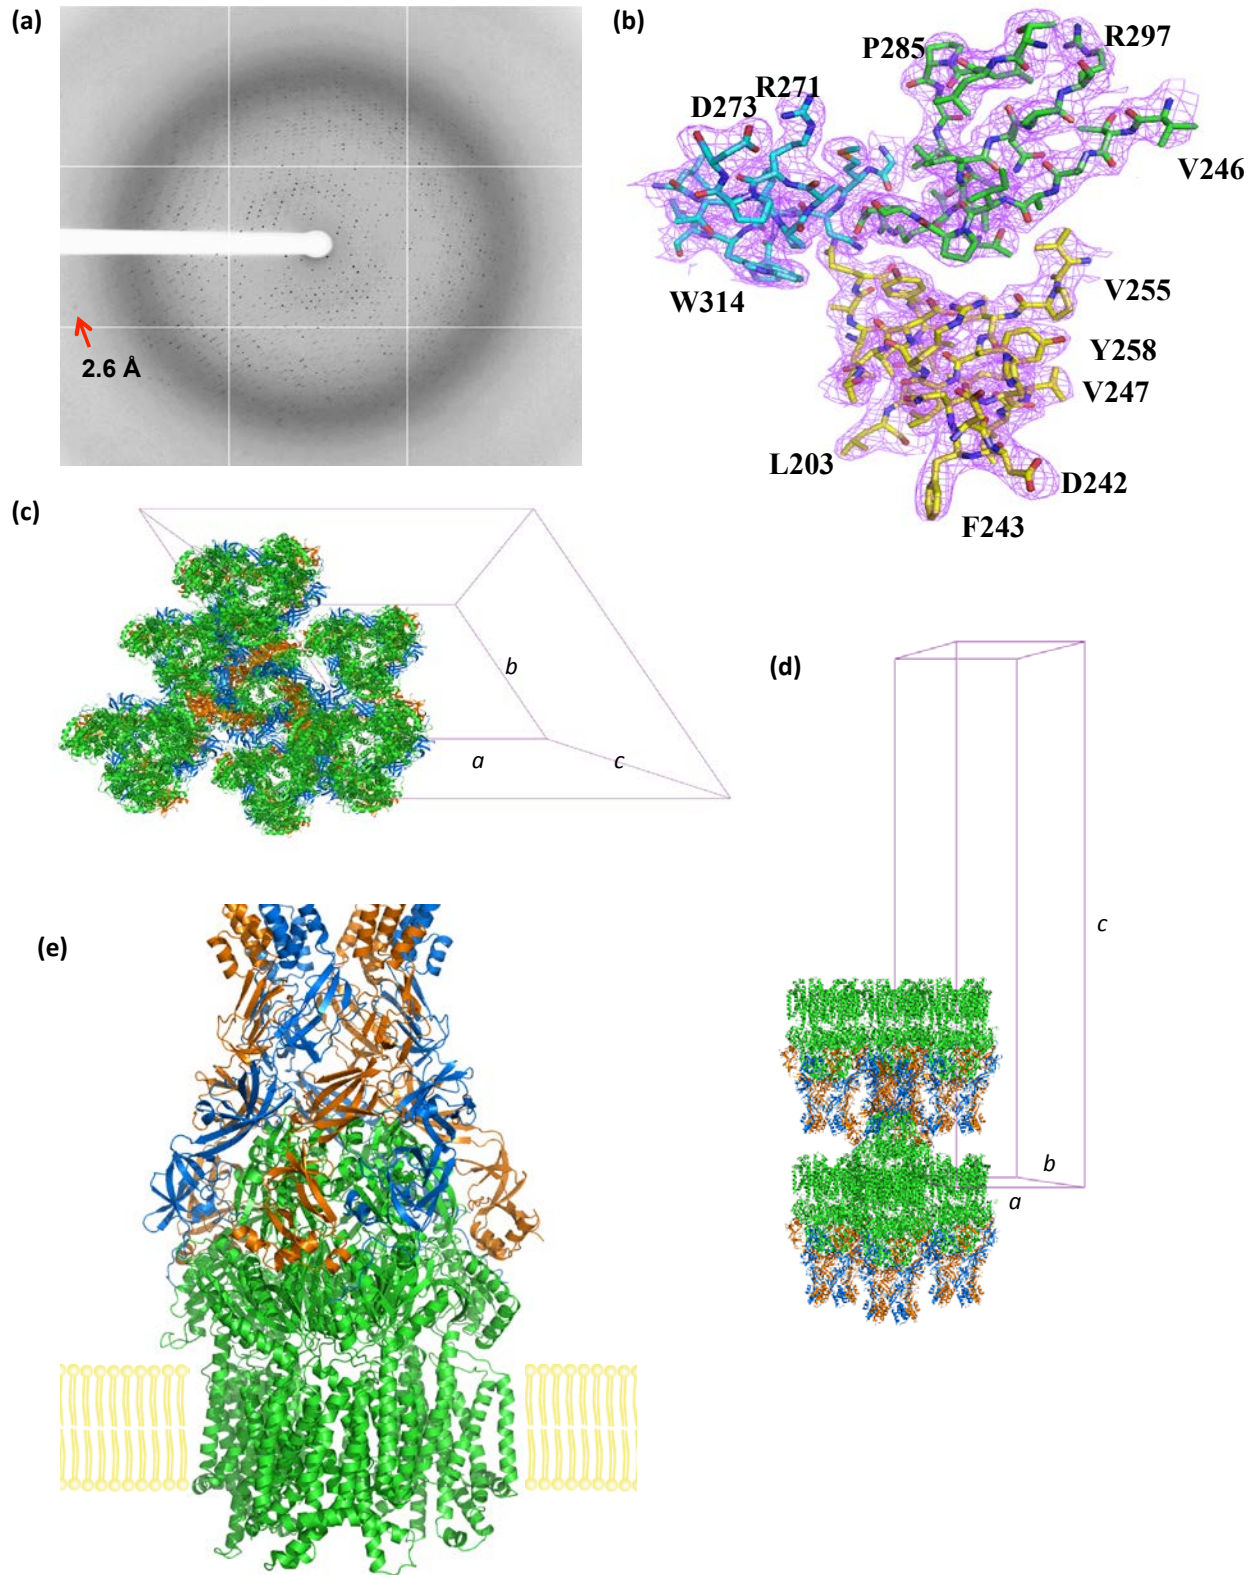 (a)
2.6 Å
(b)
P285
R297
R271
D273
V246
W314
V255
Y258
V247
L203
D242
F243
(c)
b
a
c
(d)
c
b
a
(e)